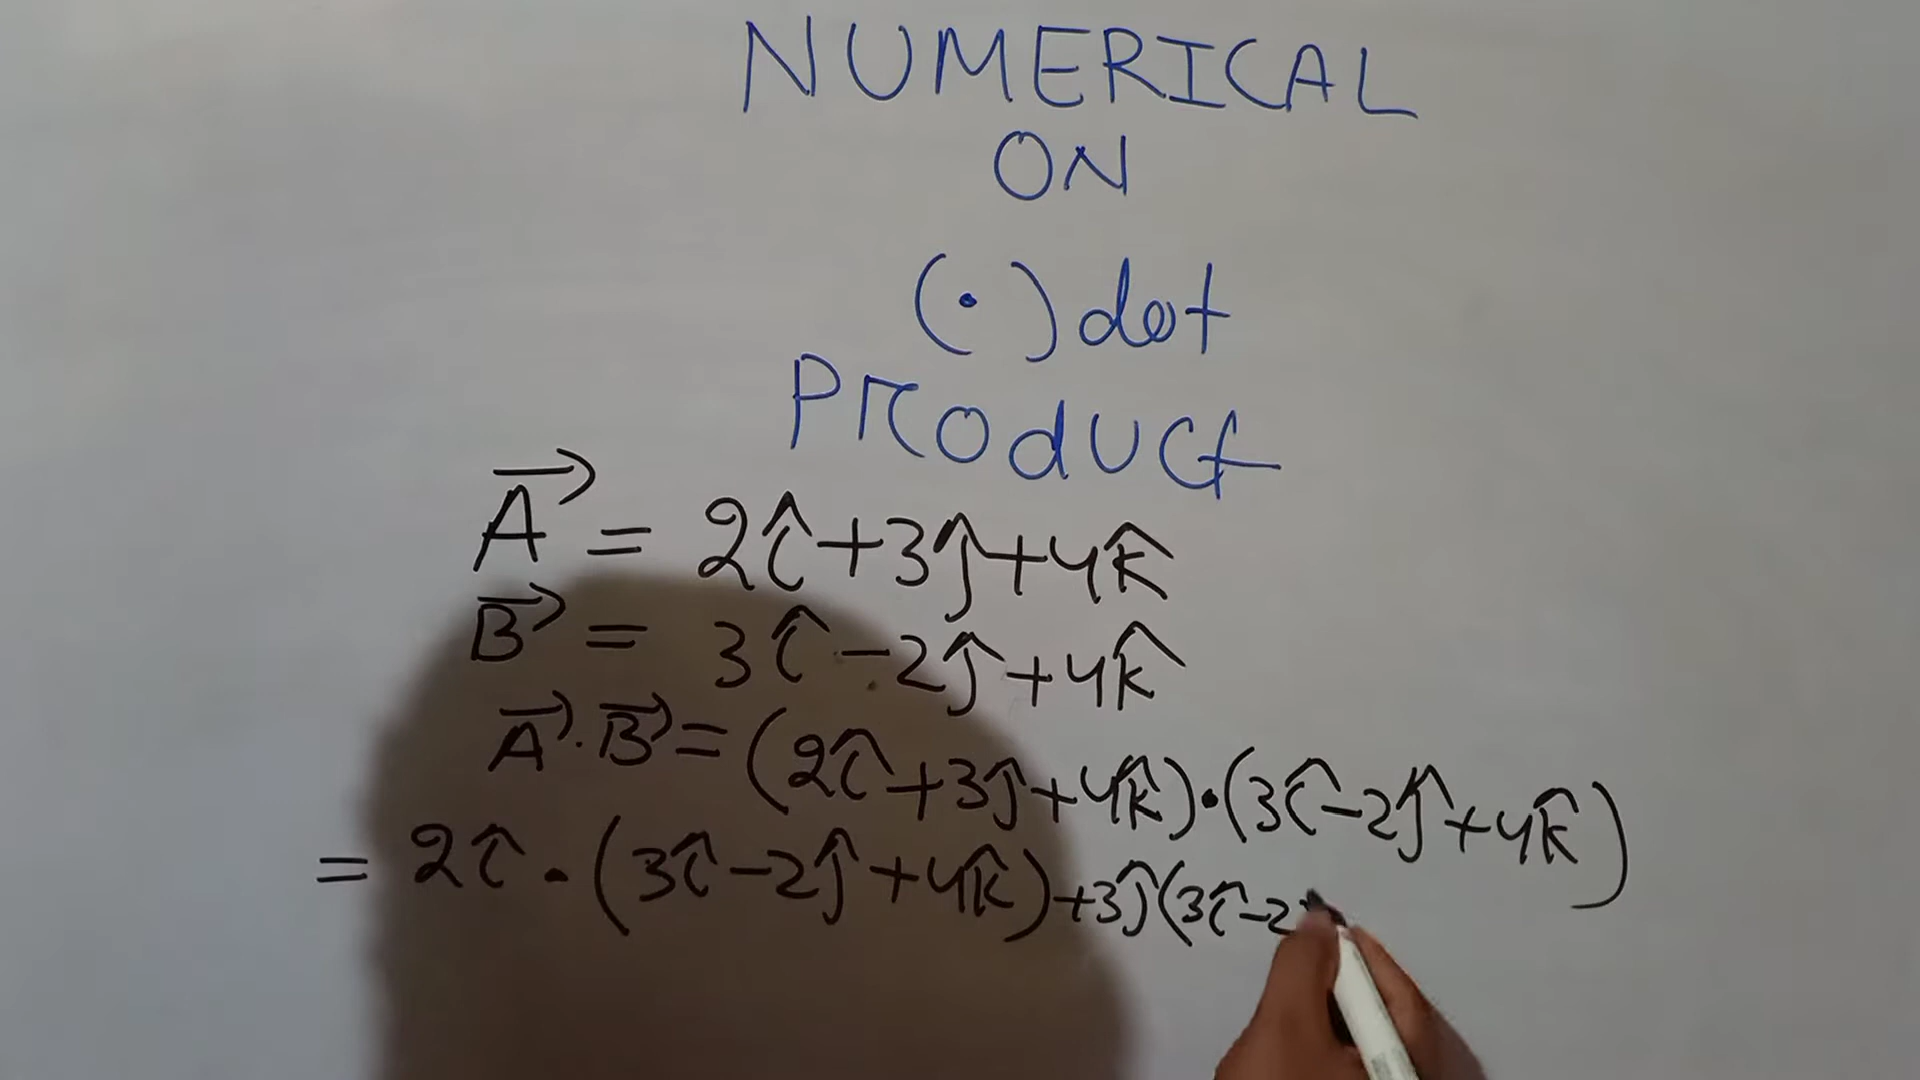 NUMERICAL
ON
(•) dot
PRODUCT
A⃗ = 2î+3ĵ+4k̂
B⃗ = 3î-2ĵ+4k̂
A⃗.B⃗=(2î+3ĵ+4k̂)•(3î-2ĵ+4k̂)
= 2î•(3î-2ĵ+4k̂)+3ĵ(3î-2